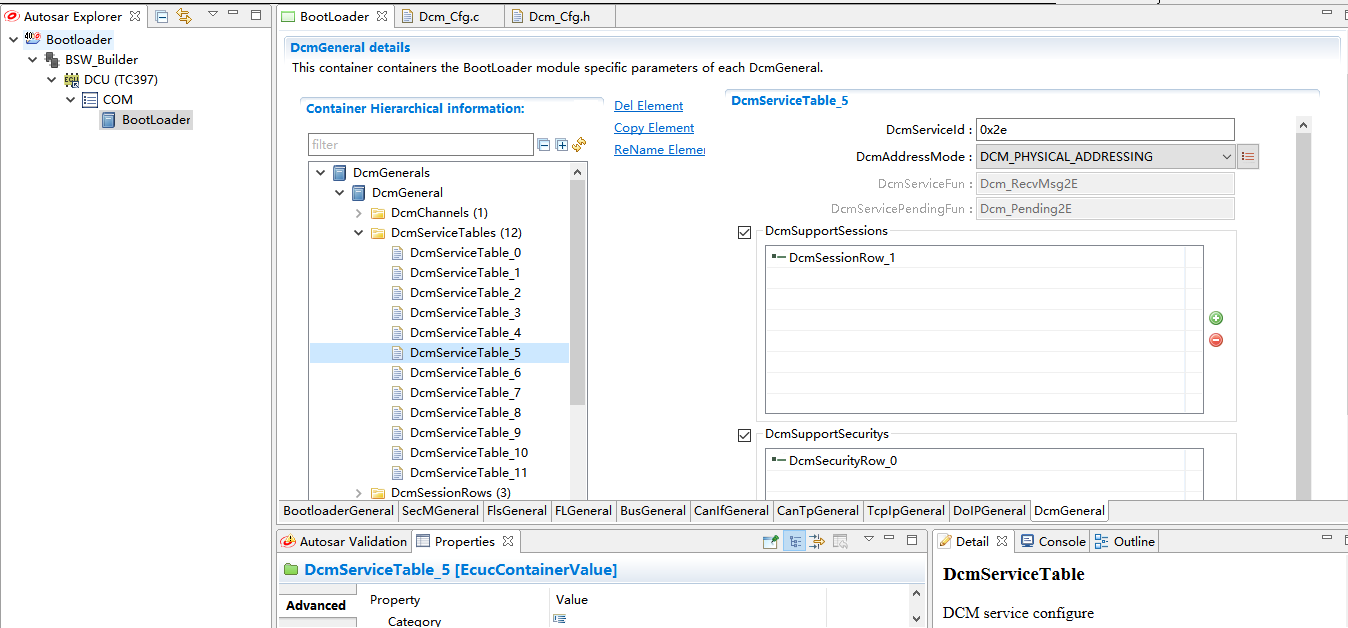 Autosar Explorer
Bootloader
BSW_Builder
DCU (TC397)
COM
BootLoader
BootLoader
Dcm_Cfg.c
Dcm_Cfg.h
DcmGeneral details
This container containers the BootLoader module specific parameters of each DcmGeneral.
Container Hierarchical information:
filter
DcmGenerals
DcmGeneral
DcmChannels (1)
DcmServiceTables (12)
DcmServiceTable_0
DcmServiceTable_1
DcmServiceTable_2
DcmServiceTable_3
DcmServiceTable_4
DcmServiceTable_5
DcmServiceTable_6
DcmServiceTable_7
DcmServiceTable_8
DcmServiceTable_9
DcmServiceTable_10
DcmServiceTable_11
DcmSessionRows (3)
Del Element
Copy Element
ReName Elemer
DcmServiceTable_5
DcmServiceId : 0x2e
DcmAddressMode : DCM_PHYSICAL_ADDRESSING
DcmServiceFun : Dcm_RecvMsg2E
DcmServicePendingFun : Dcm_Pending2E
DcmSupportSessions
DcmSessionRow_1
DcmSupportSecuritys
DcmSecurityRow_0
BootloaderGeneral SecMGeneral FlsGeneral FLGeneral BusGeneral CanIfGeneral CanTpGeneral TcpIpGeneral DoIPGeneral DcmGeneral
Autosar Validation
Properties
DcmServiceTable_5 [EcucContainerValue]
Advanced
Property Value
Category
Detail
Console
Outline
DcmServiceTable
DCM service configure